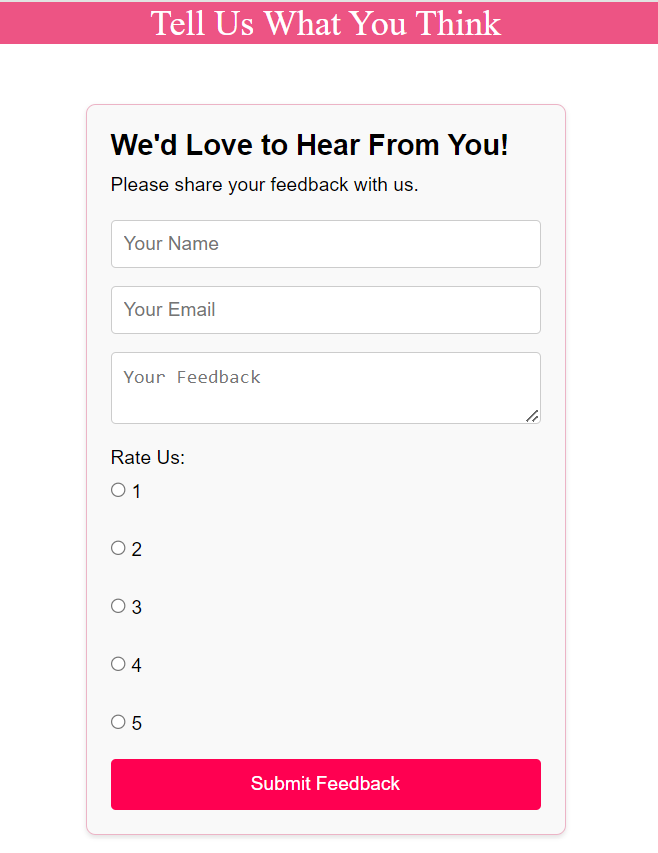 Tell Us What You Think
We'd Love to Hear From You!
Please share your feedback with us.
Your Name
Your Email
Your Feedback
Rate Us:
1
2
3
4
5
Submit Feedback